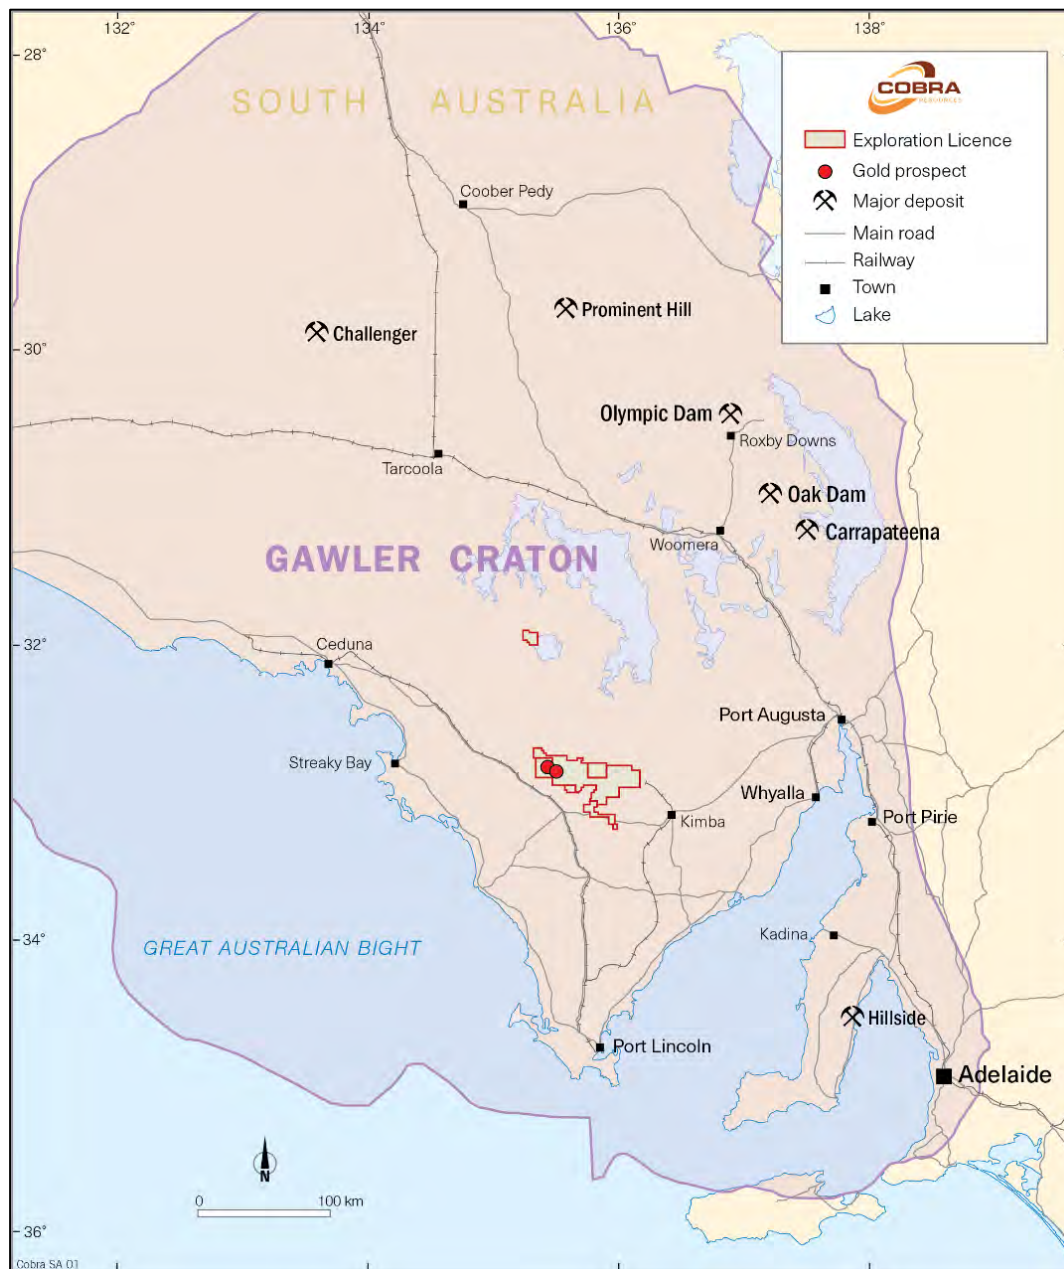 132°
134°
136°
138°
28°
SOUTH AUSTRALIA
COBRA
RESOURCES
Exploration Licence
Gold prospect
Major deposit
Main road
Railway
Town
Lake
Coober Pedy
Prominent Hill
Challenger
30°
Olympic Dam
Roxby Downs
Tarcoola
Oak Dam
Carrapateena
Woomera
GAWLER CRATON
32°
Ceduna
Port Augusta
Streaky Bay
Whyalla
Port Pirie
Kimba
34°
Kadina
GREAT AUSTRALIAN BIGHT
Hillside
Port Lincoln
Adelaide
N
0 100 km
36°
Cobra SA 01